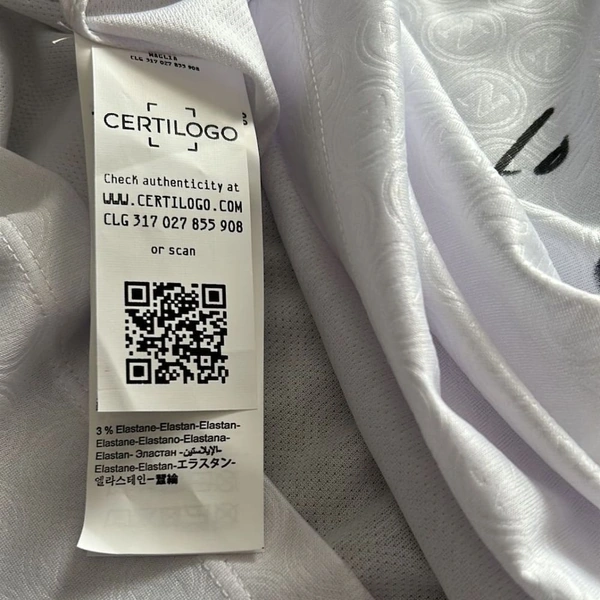 MAGLIA
CLG 317 027 855 908
CERTILOGO
Check authenticity at
WWW.CERTILOGO.COM
CLG 317 027 855 908
or scan
3 % Elastane-Elastan-Elastan-
Elastane-Elastano-Elastana-
Elastan- Эластан -الإيلاستين-
Elastane-Elastan-エラスタン-
엘라스테인-